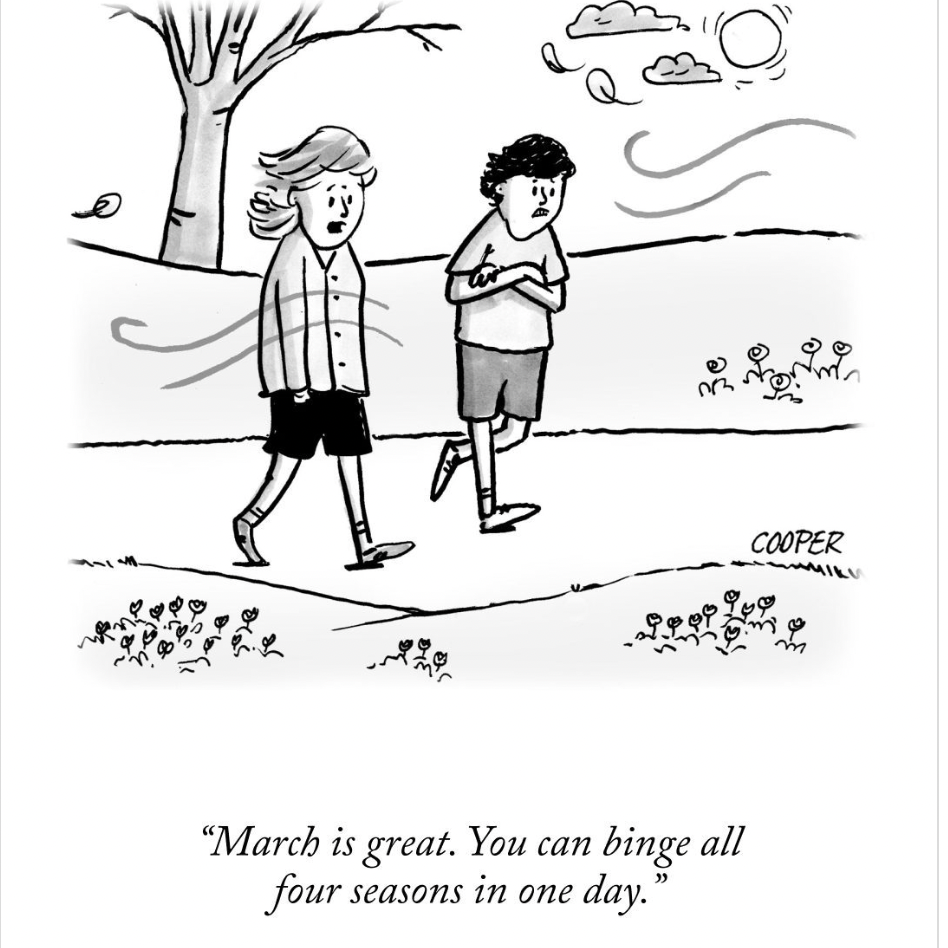 COOPER
“March is great. You can binge all
four seasons in one day.”